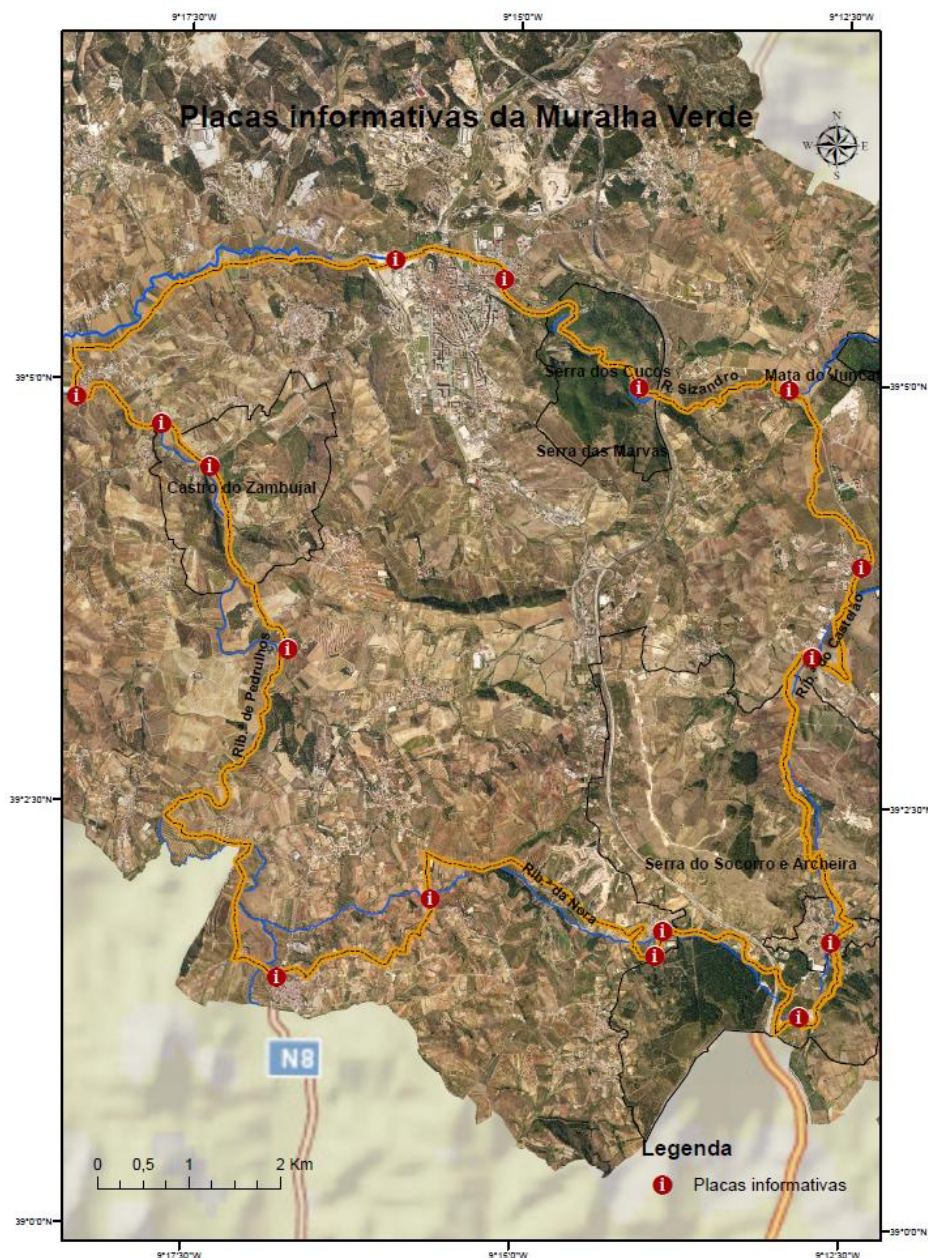 9°17'30"W
9°15'0"W
9°12'30"W
Placas informativas da Muralha Verde
N
W E
S
39°5'0"N
39°5'0"N
Serra dos Cucos
R. Sizandro
Mata do Juncal
Serra das Marvas
Castro do Zambujal
Rib.ª do Castelão
Rib.ª de Pedrulhos
39°2'30"N
39°2'30"N
Serra do Socorro e Archeira
Rib.ª da Nora
N8
Legenda
Placas informativas
0 0,5 1 2 Km
39°0'0"N
39°0'0"N
9°17'30"W
9°15'0"W
9°12'30"W